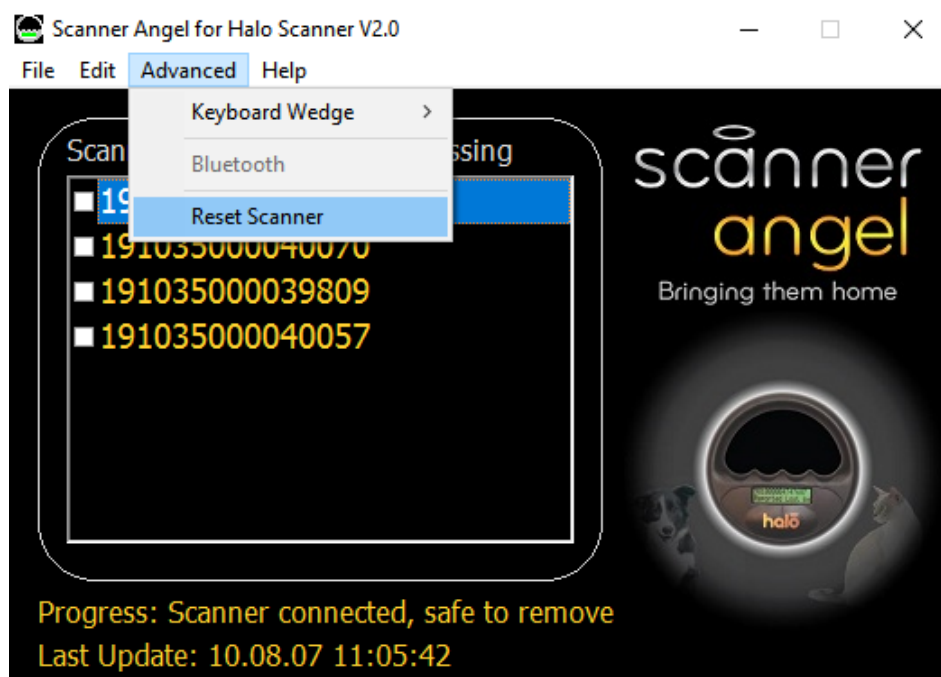 Scanner Angel for Halo Scanner V2.0
File Edit Advanced Help
Keyboard Wedge
Bluetooth
Reset Scanner
Scan
ssing
19
191035000040070
191035000039809
191035000040057
scanner
angel
Bringing them home
halo
Progress: Scanner connected, safe to remove
Last Update: 10.08.07 11:05:42